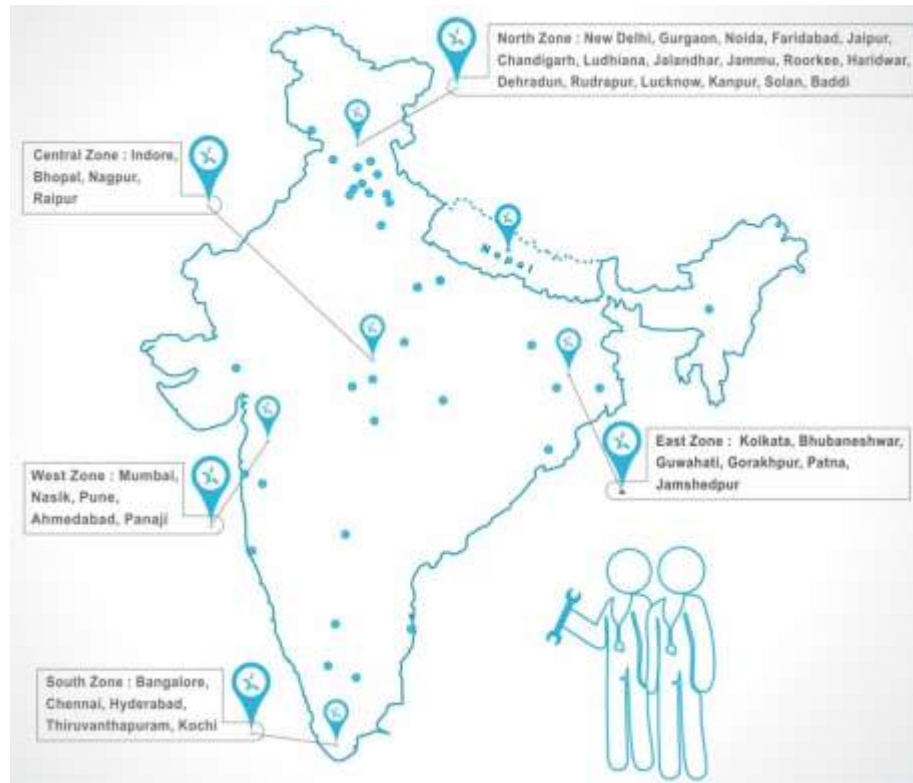 North Zone : New Delhi, Gurgaon, Noida, Faridabad, Jaipur,
Chandigarh, Ludhiana, Jalandhar, Jammu, Roorkee, Haridwar,
Dehradun, Rudrapur, Lucknow, Kanpur, Solan, Baddi
Central Zone : Indore,
Bhopal, Nagpur,
Raipur
Nepal
East Zone : Kolkata, Bhubaneshwar,
Guwahati, Gorakhpur, Patna,
Jamshedpur
West Zone : Mumbai,
Nasik, Pune,
Ahmedabad, Panaji
South Zone : Bangalore,
Chennai, Hyderabad,
Thiruvanthapuram, Kochi